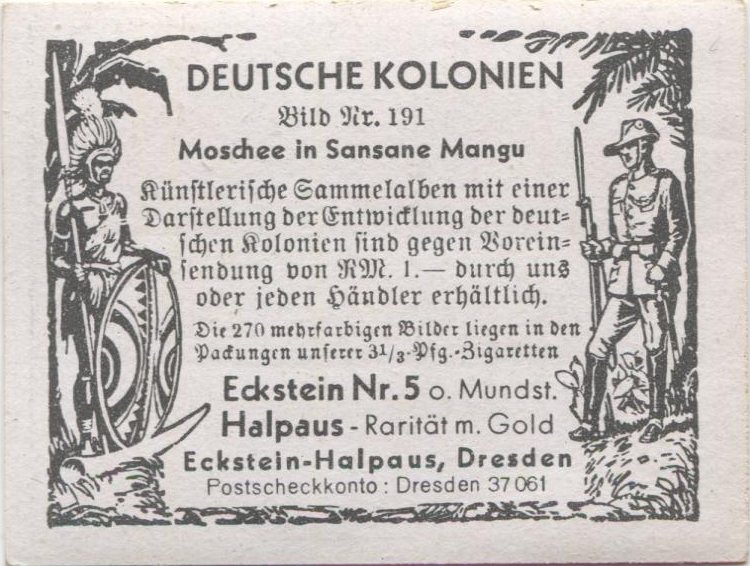 DEUTSCHE KOLONIEN
Bild Nr. 191
Moschee in Sansane Mangu
Künstlerische Sammelalben mit einer
Darstellung der Entwicklung der deut-
schen Kolonien sind gegen Vorein-
sendung von RM. 1.— durch uns
oder jeden Händler erhältlich.
Die 270 mehrfarbigen Bilder liegen in den
Packungen unserer 3 1/3-Pfg.-Zigaretten
Eckstein Nr. 5 o. Mundst.
Halpaus - Rarität m. Gold
Eckstein-Halpaus, Dresden
Postscheckkonto: Dresden 37 061